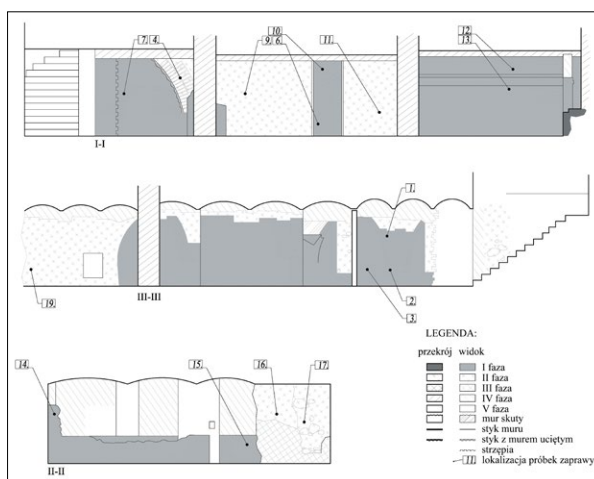 7. 4. 10. 9. 6. 11. 12. 13.
I-I
1.
19. III-III 2.
3.
LEGENDA:
przekrój widok
I faza
II faza
III faza
IV faza
V faza
mur skuty
styk muru
styk z murem uciętym
strzępia
11. lokalizacja próbek zaprawy
14. 15. 16. 17.
II-II